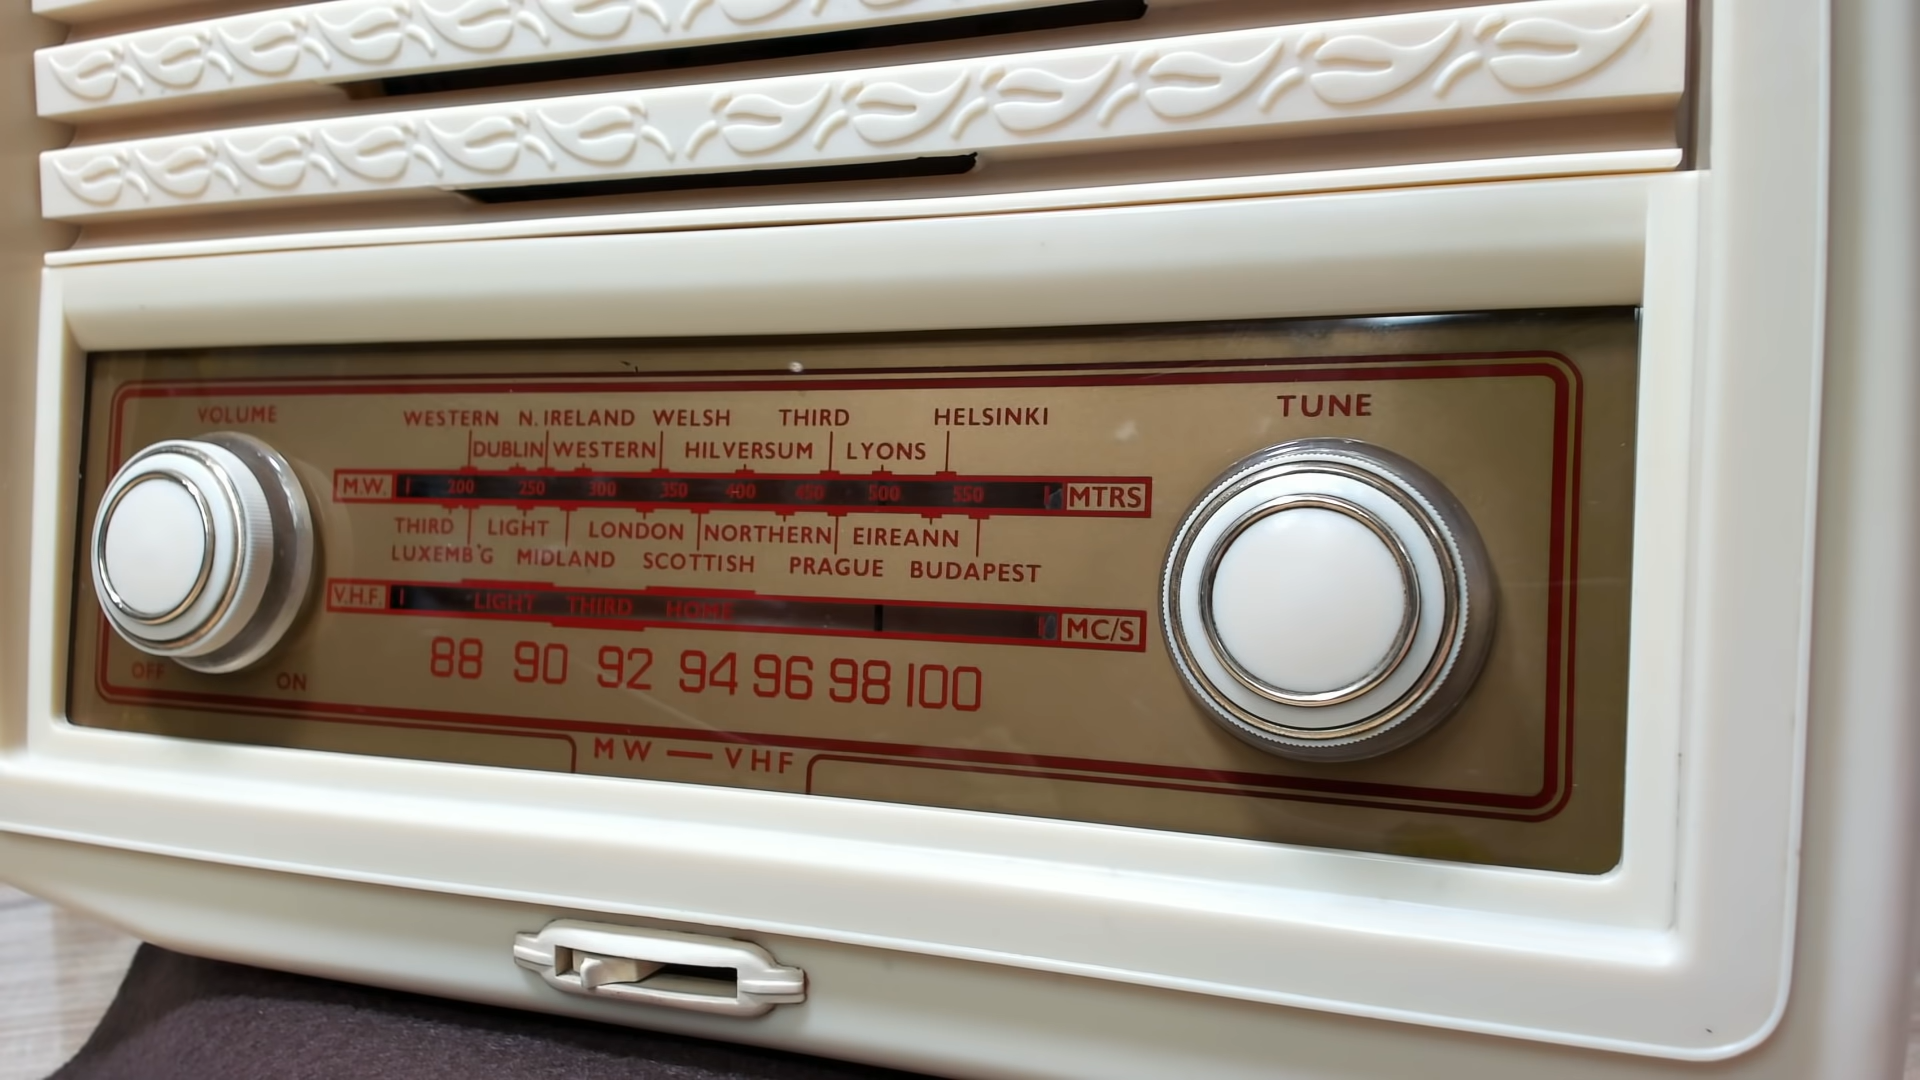 VOLUME
TUNE
WESTERN N. IRELAND WELSH THIRD HELSINKI
DUBLIN WESTERN HILVERSUM LYONS
M.W. 200 250 300 350 400 450 500 550 MTRS
THIRD LIGHT LONDON NORTHERN EIREANN
LUXEMB'G MIDLAND SCOTTISH PRAGUE BUDAPEST
V.H.F. LIGHT THIRD HOME MC/S
88 90 92 94 96 98 100
OFF ON
MW — VHF